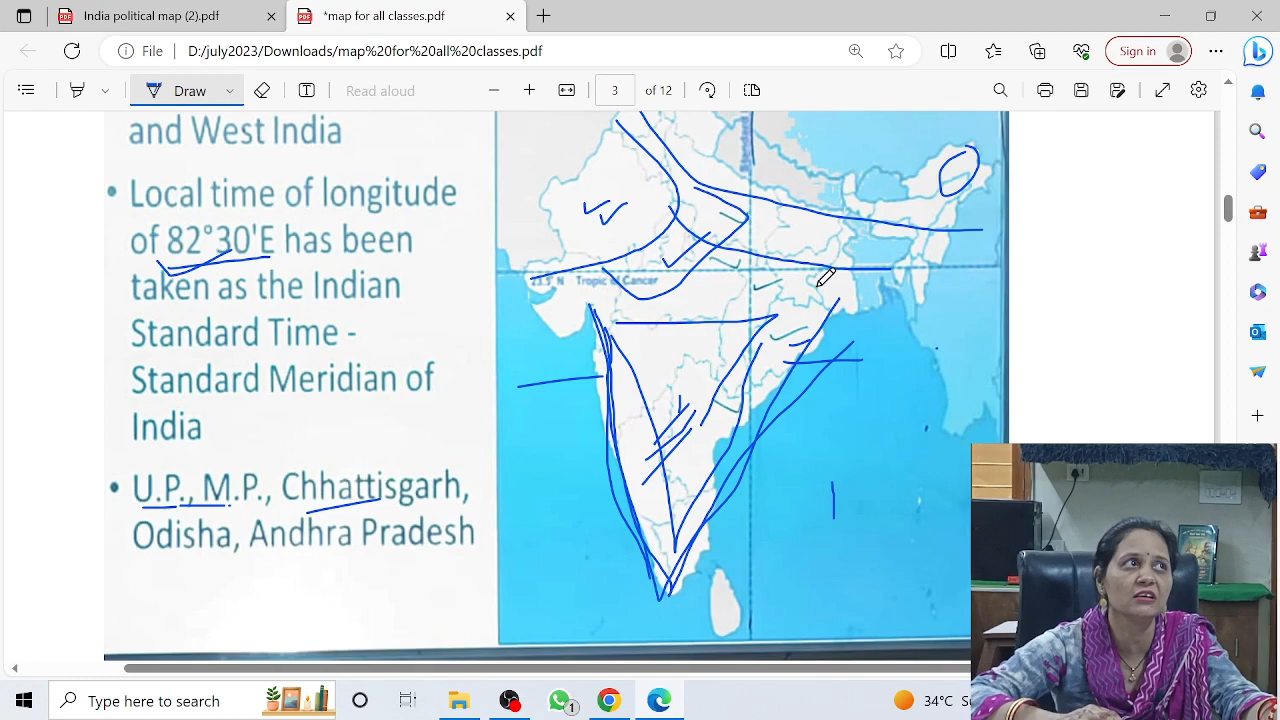 India political map (2).pdf
*map for all classes.pdf
File
D:/july2023/Downloads/map%20for%20all%20classes.pdf
Sign in
Draw
Read aloud
3
of 12
and West India
• Local time of longitude
of 82°30'E has been
taken as the Indian
Standard Time -
Standard Meridian of
India
• U.P., M.P., Chhattisgarh,
Odisha, Andhra Pradesh
23.5° N Tropic of Cancer
Type here to search
1
34°C